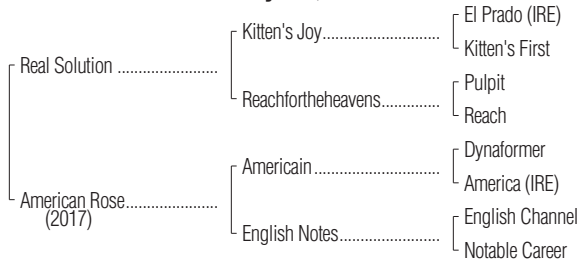 El Prado (IRE)
Kitten's Joy..............................
Kitten's First
Real Solution ..........................
Pulpit
Reachfortheheavens..............
Reach
Dynaformer
Americain ...............................
America (IRE)
American Rose.........................
(2017)
English Channel
English Notes..........................
Notable Career